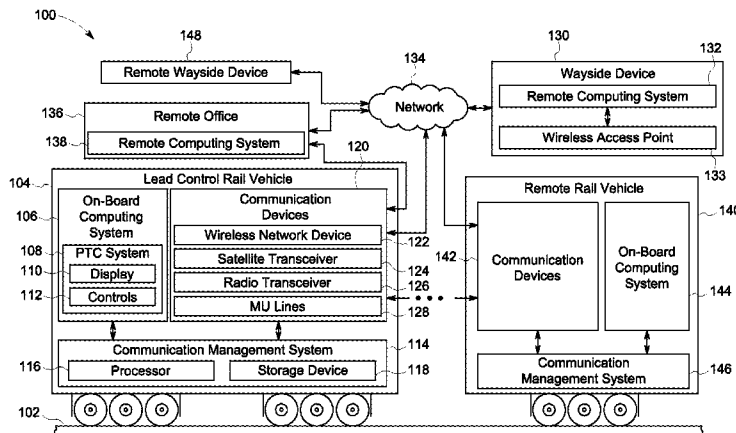 100
148
Remote Wayside Device
134
Network
130
132
Wayside Device
Remote Computing System
Wireless Access Point
133
136
Remote Office
138
Remote Computing System
120
104
Lead Control Rail Vehicle
106
On-Board
Computing
System
108
PTC System
110
Display
112
Controls
Communication
Devices
Wireless Network Device
122
Satellite Transceiver
124
Radio Transceiver
126
MU Lines
128
Communication Management System
114
116
Processor
Storage Device
118
Remote Rail Vehicle
140
142
Communication
Devices
On-Board
Computing
System
144
Communication
Management System
146
102